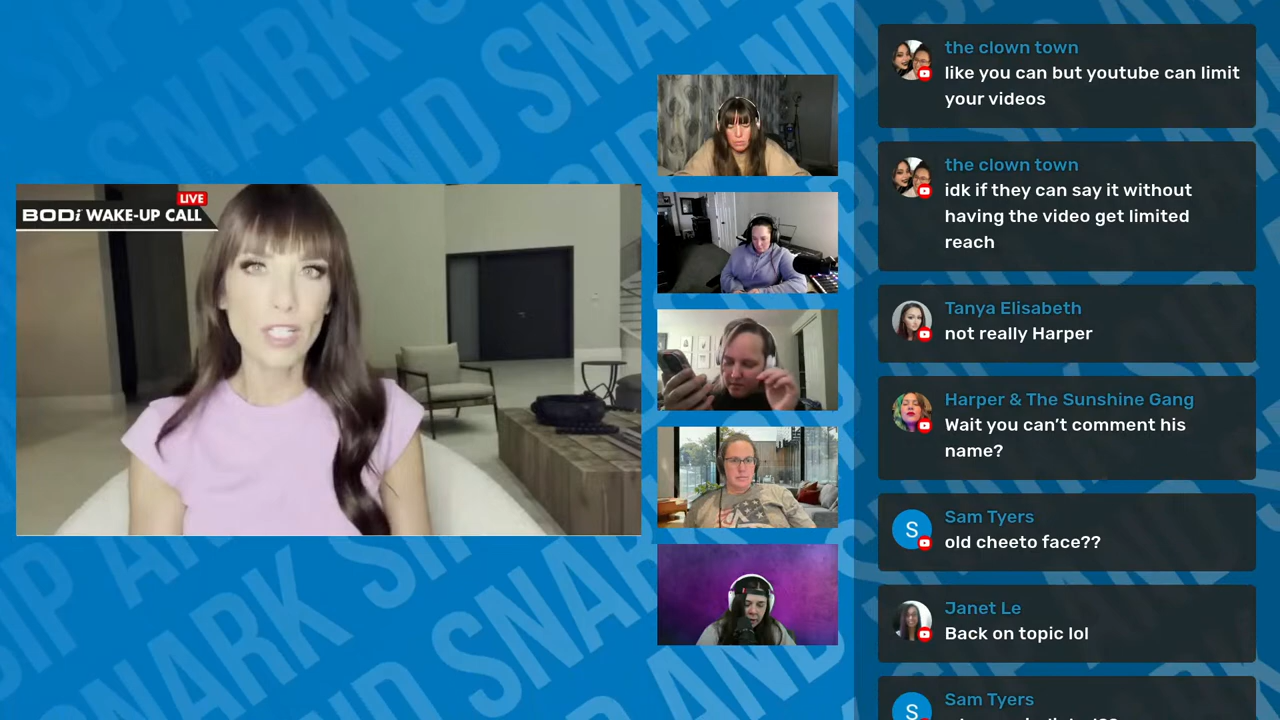 LIVE
BODi WAKE-UP CALL
the clown town
like you can but youtube can limit
your videos
the clown town
idk if they can say it without
having the video get limited
reach
Tanya Elisabeth
not really Harper
Harper & The Sunshine Gang
Wait you can’t comment his
name?
S
Sam Tyers
old cheeto face??
Janet Le
Back on topic lol
S
Sam Tyers
SIP AND SNARK